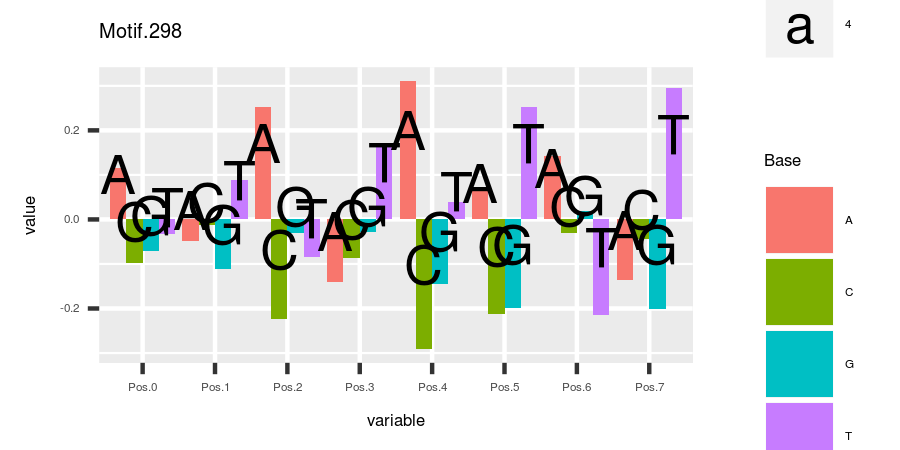 Motif.298
a 4
Base
A
C
G
T
value
0.2
0.0
-0.2
A C G T A C G T A C G T A C G T A C G T A C G T A C G T A C G T
Pos.0 Pos.1 Pos.2 Pos.3 Pos.4 Pos.5 Pos.6 Pos.7
variable